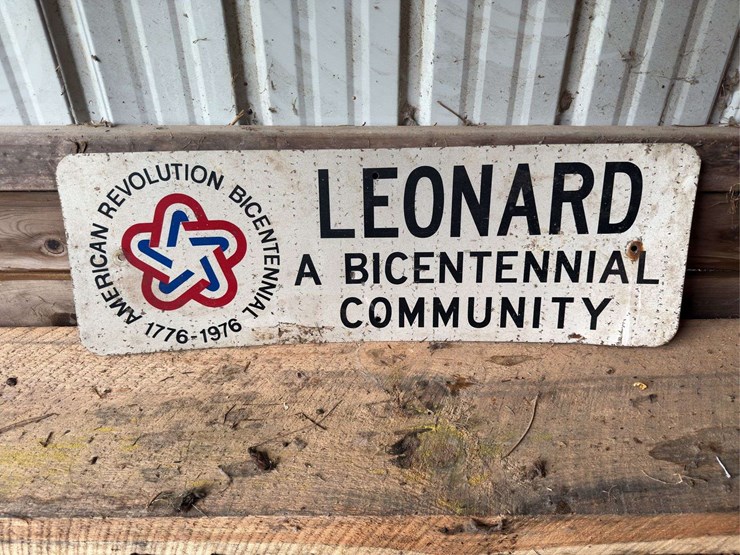 AMERICAN REVOLUTION BICENTENNIAL
1776-1976
LEONARD
A BICENTENNIAL
COMMUNITY